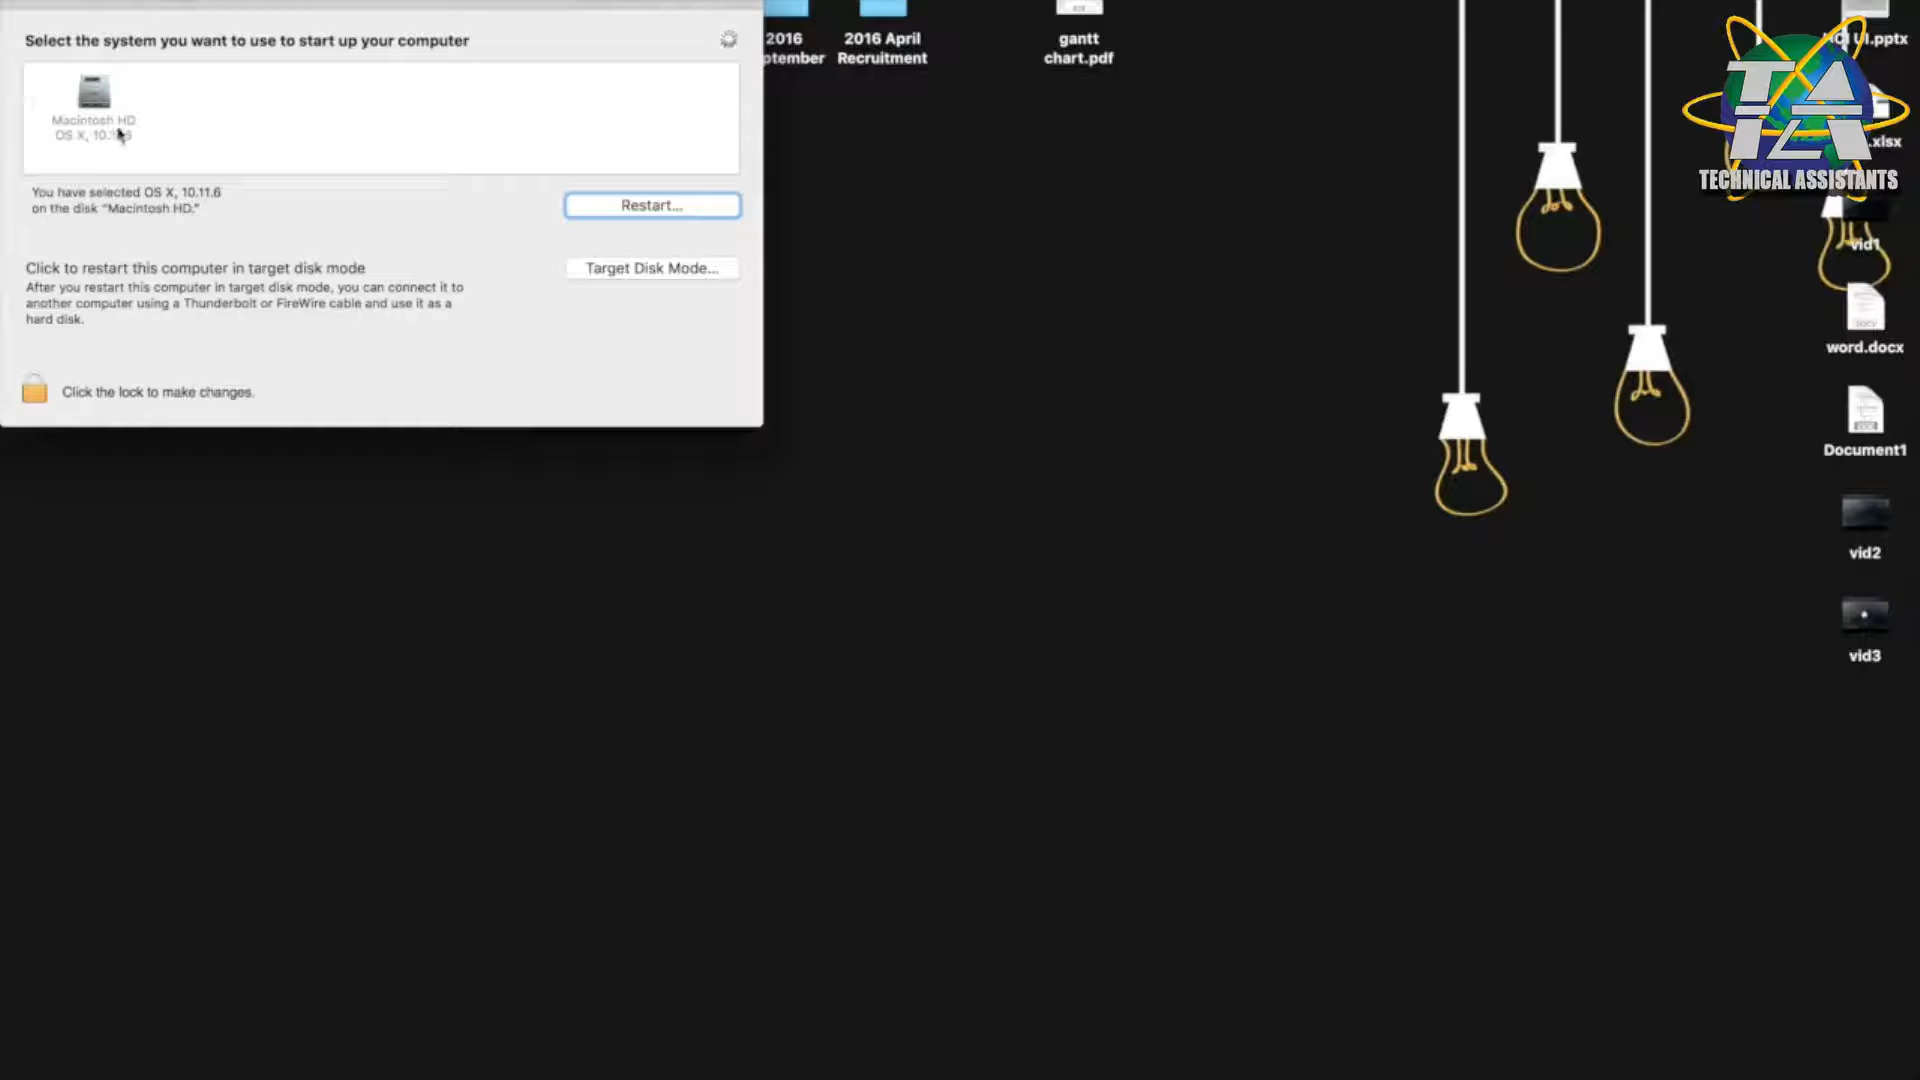 Select the system you want to use to start up your computer
Macintosh HD
OS X,
You have selected OS X, 10.11.6
on the disk “Macintosh HD.”
Restart...
Click to restart this computer in target disk mode
Target Disk Mode...
After you restart this computer in target disk mode, you can connect it to
another computer using a Thunderbolt or FireWire cable and use it as a
hard disk.
Click the lock to make changes.
2016
ptember
2016 April
Recruitment
gantt
chart.pdf
UI.pptx
TA
TECHNICAL ASSISTANTS
.xlsx
vid1
word.docx
Document1
vid2
vid3